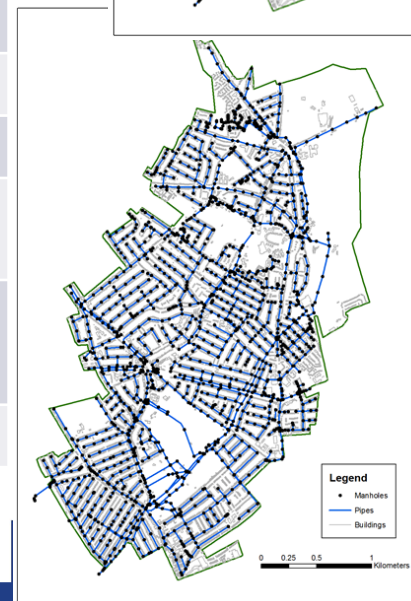 Legend
Manholes
Pipes
Buildings
0 0.25 0.5 1
Kilometers